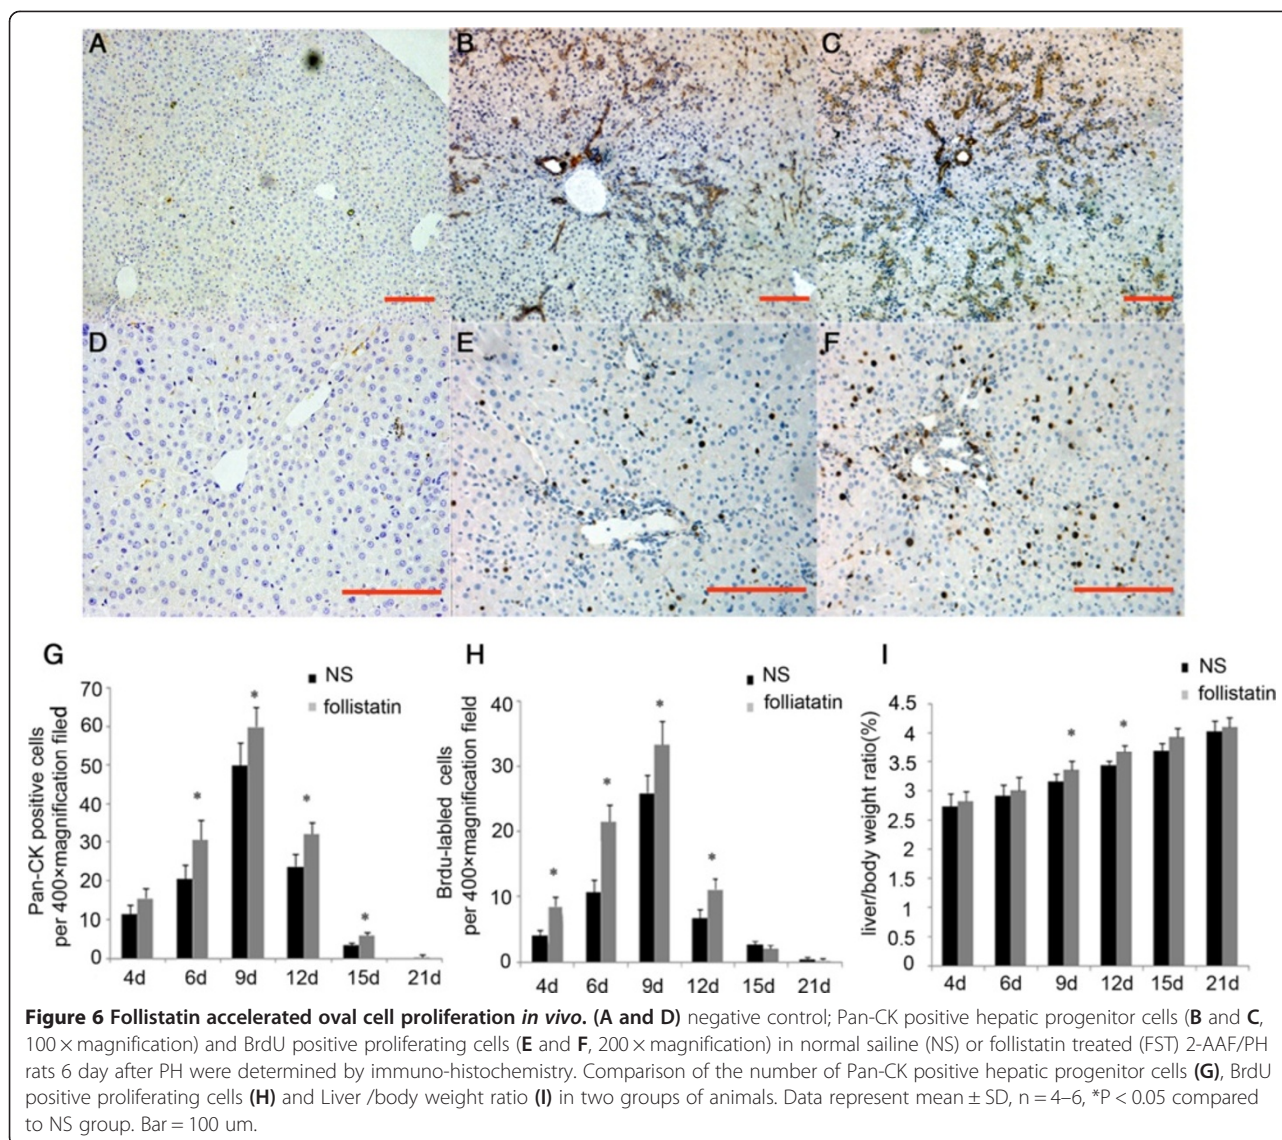 A
B
C
D
E
F
G
NS
follistatin
Pan-CK positive cells
per 400×magnification filed
70
60
50
40
30
20
10
0
4d 6d 9d 12d 15d 21d
* * * *
H
NS
folliatatin
Brdu-labled cells
per 400×magnification field
40
30
20
10
0
4d 6d 9d 12d 15d 21d
* * * *
I
NS
follistatin
liver/body weight ratio(%)
4.5
4
3.5
3
2.5
2
1.5
1
0.5
0
4d 6d 9d 12d 15d 21d
* *
Figure 6 Follistatin accelerated oval cell proliferation in vivo. (A and D) negative control; Pan-CK positive hepatic progenitor cells (B and C,
100 × magnification) and BrdU positive proliferating cells (E and F, 200 × magnification) in normal sailine (NS) or follistatin treated (FST) 2-AAF/PH
rats 6 day after PH were determined by immuno-histochemistry. Comparison of the number of Pan-CK positive hepatic progenitor cells (G), BrdU
positive proliferating cells (H) and Liver /body weight ratio (I) in two groups of animals. Data represent mean ± SD, n = 4–6, *P < 0.05 compared
to NS group. Bar = 100 um.